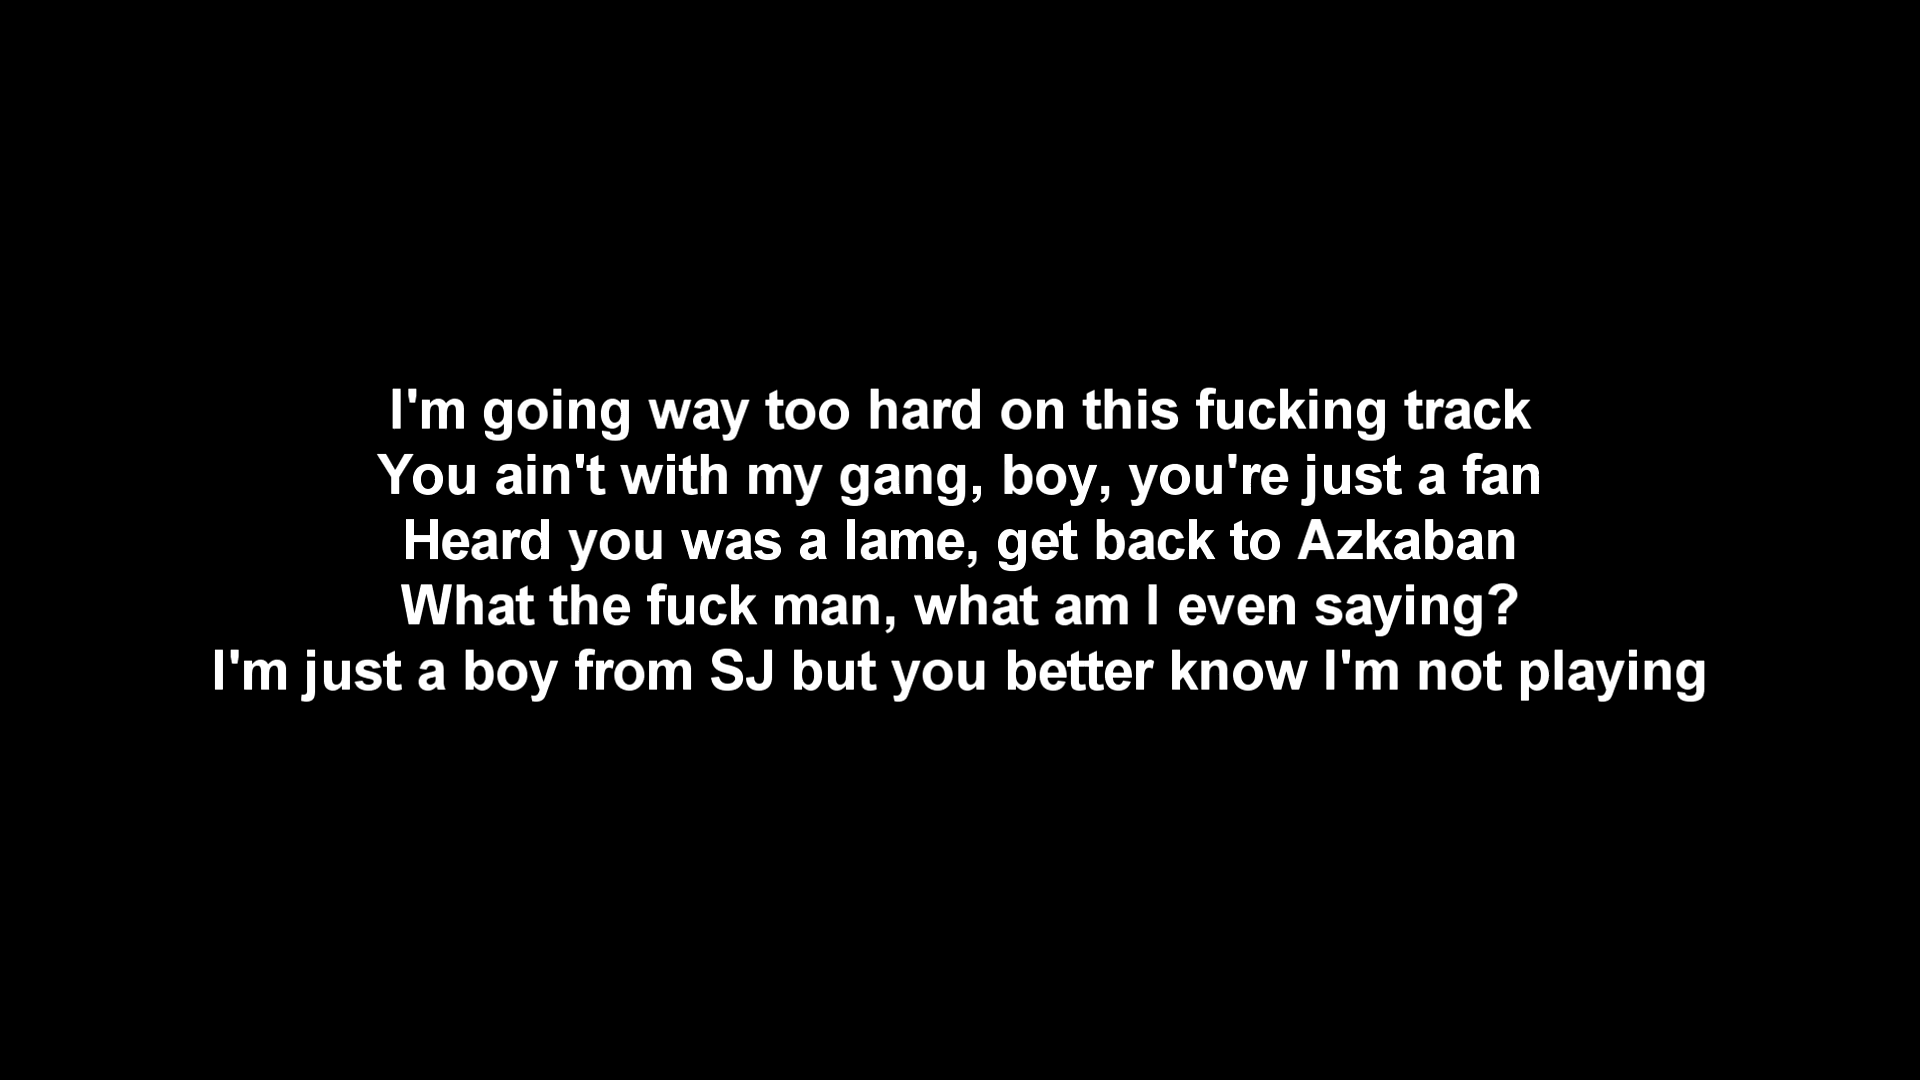 I'm going way too hard on this fucking track
You ain't with my gang, boy, you're just a fan
Heard you was a lame, get back to Azkaban
What the fuck man, what am I even saying?
I'm just a boy from SJ but you better know I'm not playing